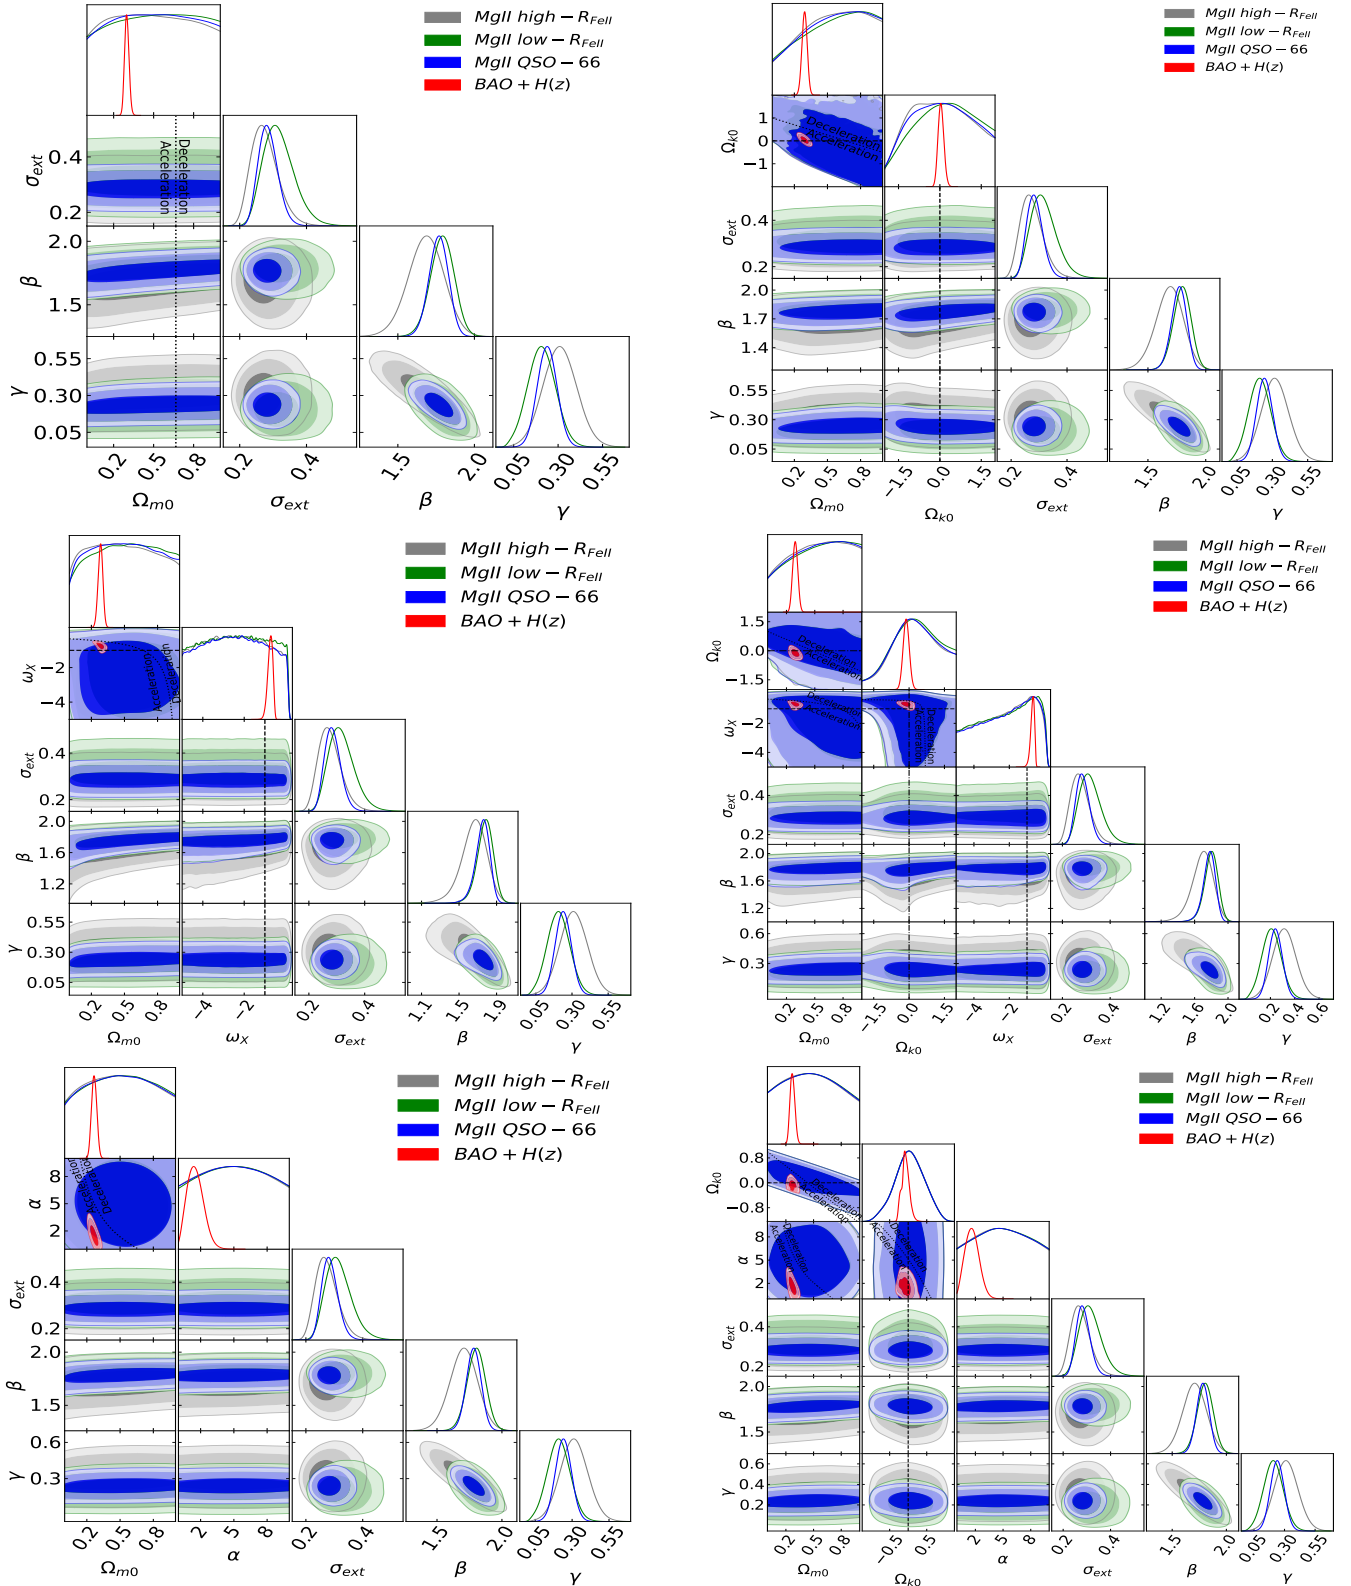 MgII high − R_FeII
MgII low − R_FeII
MgII QSO − 66
BAO + H(z)
Deceleration
Acceleration
0.4
0.2
σ_ext
2.0
1.5
β
0.55
0.30
0.05
γ
0.2 0.5 0.8
0.2 0.4
1.5 2.0
0.05 0.30 0.55
Ω_m0 σ_ext β γ
MgII high − R_FeII
MgII low − R_FeII
MgII QSO − 66
BAO + H(z)
1
0
−1
Ω_k0
Deceleration
Acceleration
0.4
0.2
σ_ext
2.0
1.7
1.4
β
0.55
0.30
0.05
γ
0.2 0.5 0.8
−1.5 0.0 1.5
0.2 0.4
1.5 2.0
0.05 0.30 0.55
Ω_m0 Ω_k0 σ_ext β γ
MgII high − R_FeII
MgII low − R_FeII
MgII QSO − 66
BAO + H(z)
−2
−4
ω_X
Deceleration
Acceleration
0.4
0.2
σ_ext
2.0
1.6
1.2
β
0.55
0.30
0.05
γ
0.2 0.5 0.8
−4 −2
0.2 0.4
1.1 1.5 1.9
0.05 0.30 0.55
Ω_m0 ω_X σ_ext β γ
MgII high − R_FeII
MgII low − R_FeII
MgII QSO − 66
BAO + H(z)
1.5
0.0
−1.5
Ω_k0
Deceleration
Acceleration
−2
−4
ω_X
Deceleration
Acceleration
Deceleration
Acceleration
0.4
0.2
σ_ext
2.0
1.6
1.2
β
0.6
0.3
γ
0.2 0.5 0.8
−1.5 0.0 1.5
−4 −2
0.2 0.4
1.2 1.6 2.0
0.2 0.4 0.6
Ω_m0 Ω_k0 ω_X σ_ext β γ
MgII high − R_FeII
MgII low − R_FeII
MgII QSO − 66
BAO + H(z)
8
5
2
α
Deceleration
Acceleration
0.4
0.2
σ_ext
2.0
1.5
β
0.6
0.3
γ
0.2 0.5 0.8
2 5 8
0.2 0.4
1.5 2.0
0.05 0.30 0.55
Ω_m0 α σ_ext β γ
MgII high − R_FeII
MgII low − R_FeII
MgII QSO − 66
BAO + H(z)
0.8
0.0
−0.8
Ω_k0
Deceleration
Acceleration
8
5
2
α
Deceleration
Acceleration
Deceleration
Acceleration
0.4
0.2
σ_ext
2.0
1.5
β
0.6
0.4
0.2
γ
0.2 0.5 0.8
−0.5 0.5
2 5 8
0.2 0.4
1.5 2.0
0.05 0.30 0.55
Ω_m0 Ω_k0 α σ_ext β γ